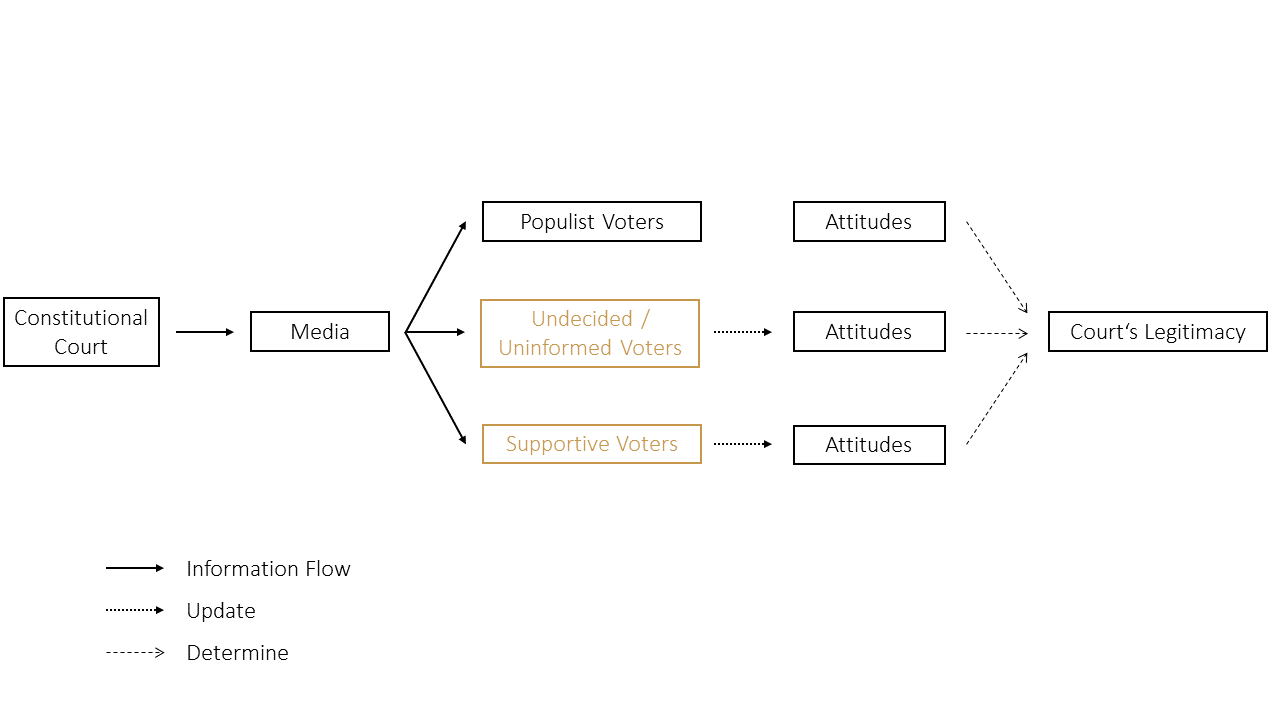 Populist Voters
Attitudes
Constitutional
Court
Media
Undecided /
Uninformed Voters
Attitudes
Court‘s Legitimacy
Supportive Voters
Attitudes
Information Flow
Update
Determine